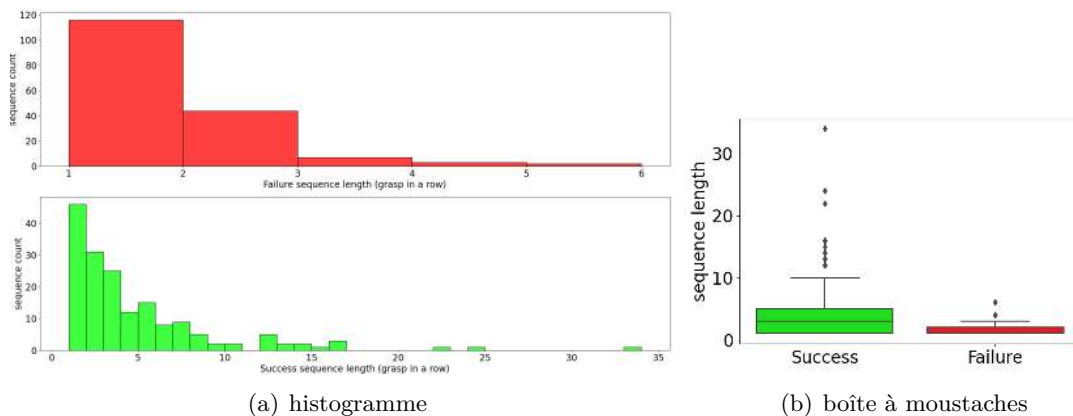 120
100
80
60
40
20
0
sequence count
1 2 3 4 5 6
Failure sequence length (grasp in a row)
40
30
20
10
0
sequence count
0 5 10 15 20 25 30 35
Success sequence length (grasp in a row)
(a) histogramme
30
20
10
0
sequence length
Success Failure
(b) boîte à moustaches